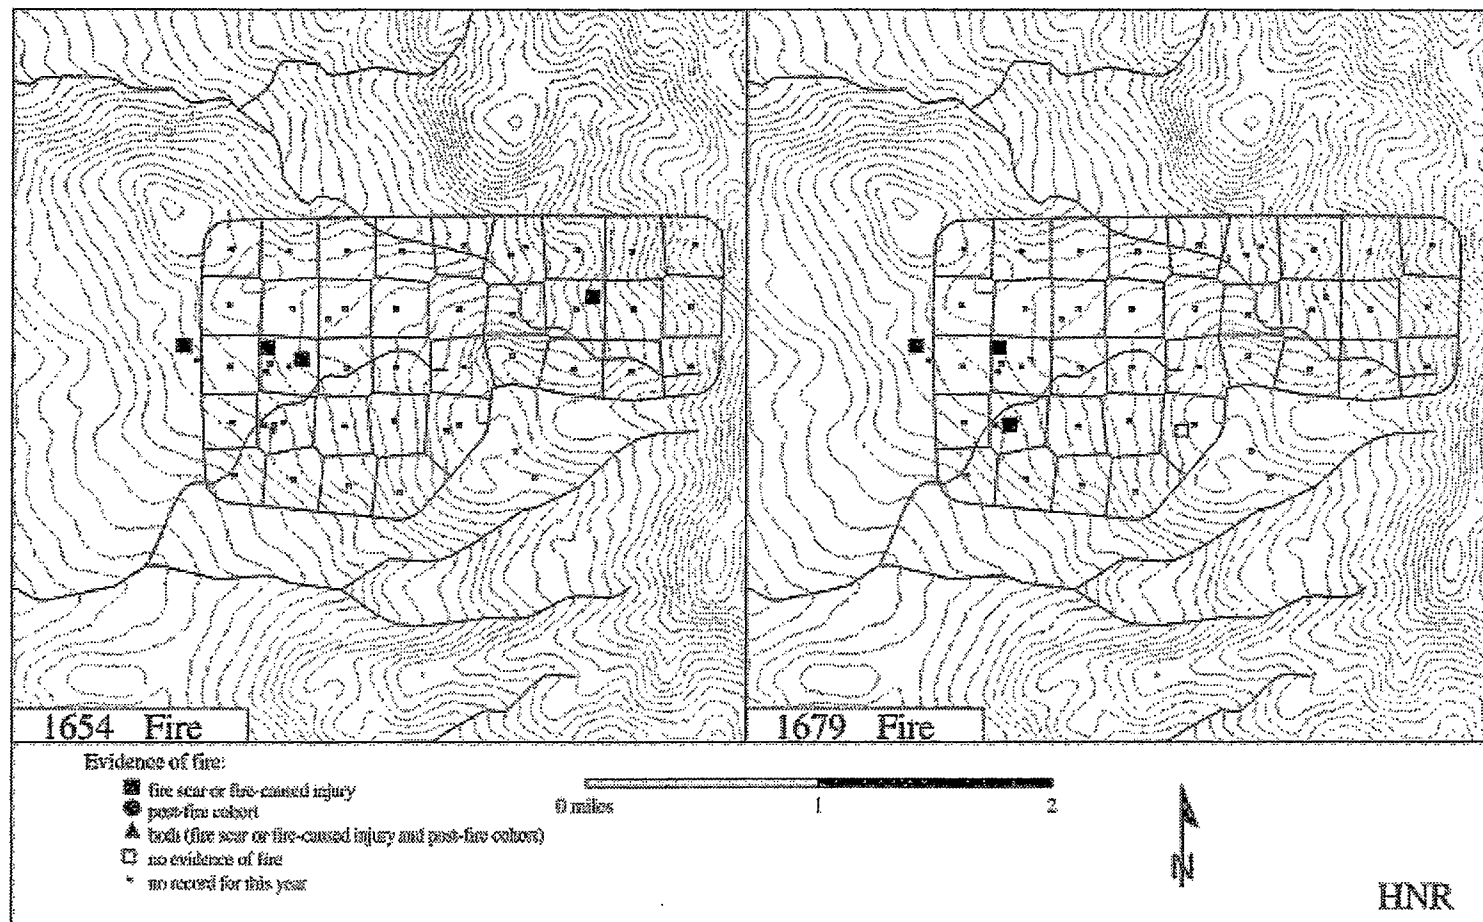 1654 Fire
1679 Fire
Evidence of fire:
fire scar or fire-caused injury
post-fire cohort
both (fire scar or fire-caused injury and post-fire cohort)
no evidence of fire
no record for this year
0 miles
1
2
N
HNR